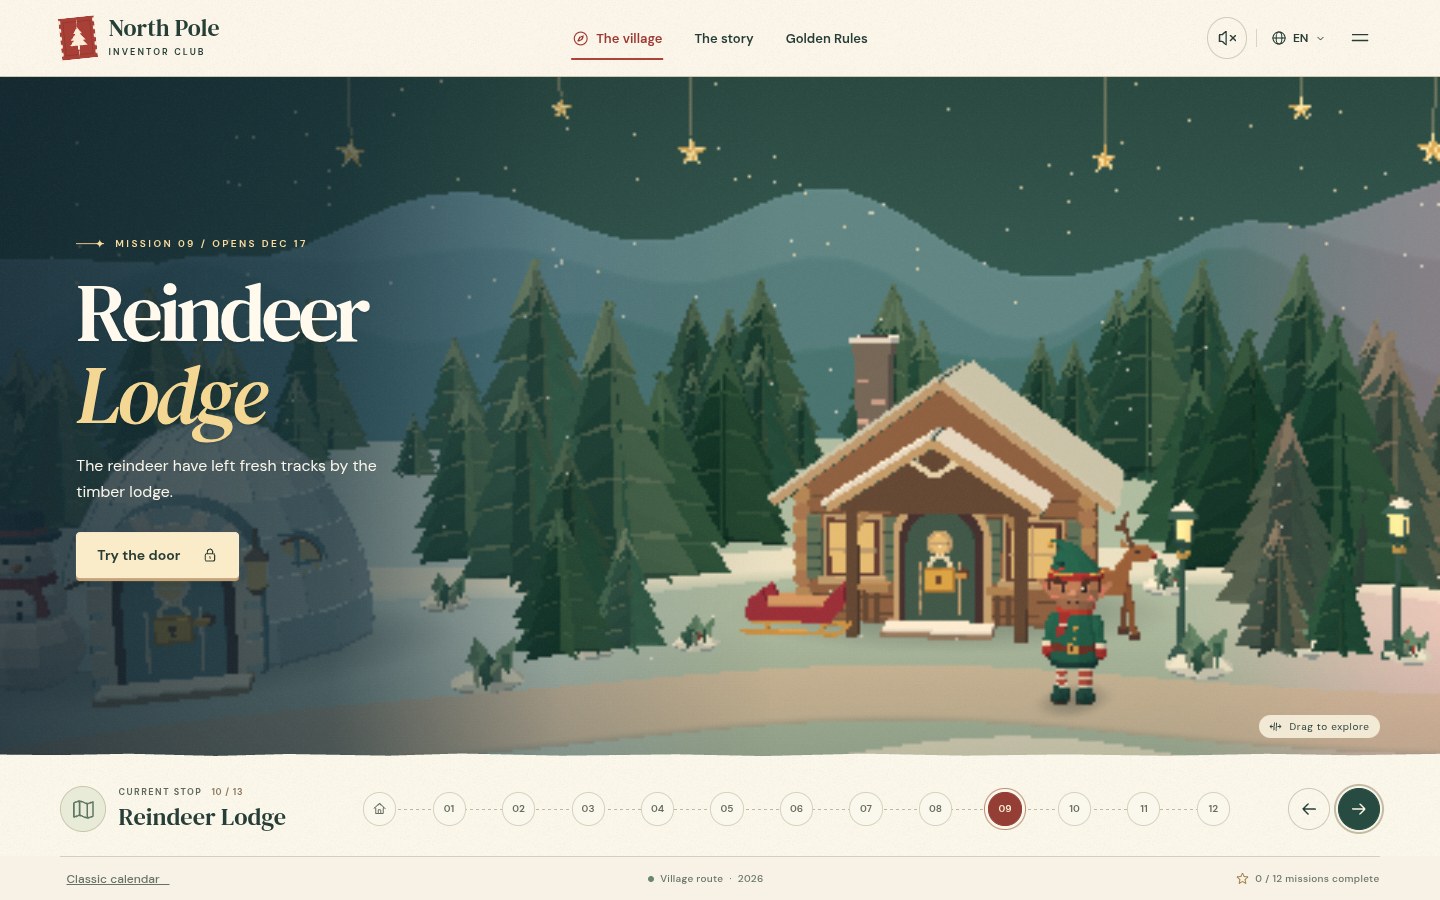 North Pole
INVENTOR CLUB
The village
The story
Golden Rules
EN
MISSION 09 / OPENS DEC 17
Reindeer
Lodge
The reindeer have left fresh tracks by the
timber lodge.
Try the door
Drag to explore
CURRENT STOP 10 / 13
Reindeer Lodge
01 02 03 04 05 06 07 08 09 10 11 12
Classic calendar
Village route · 2026
0 / 12 missions complete